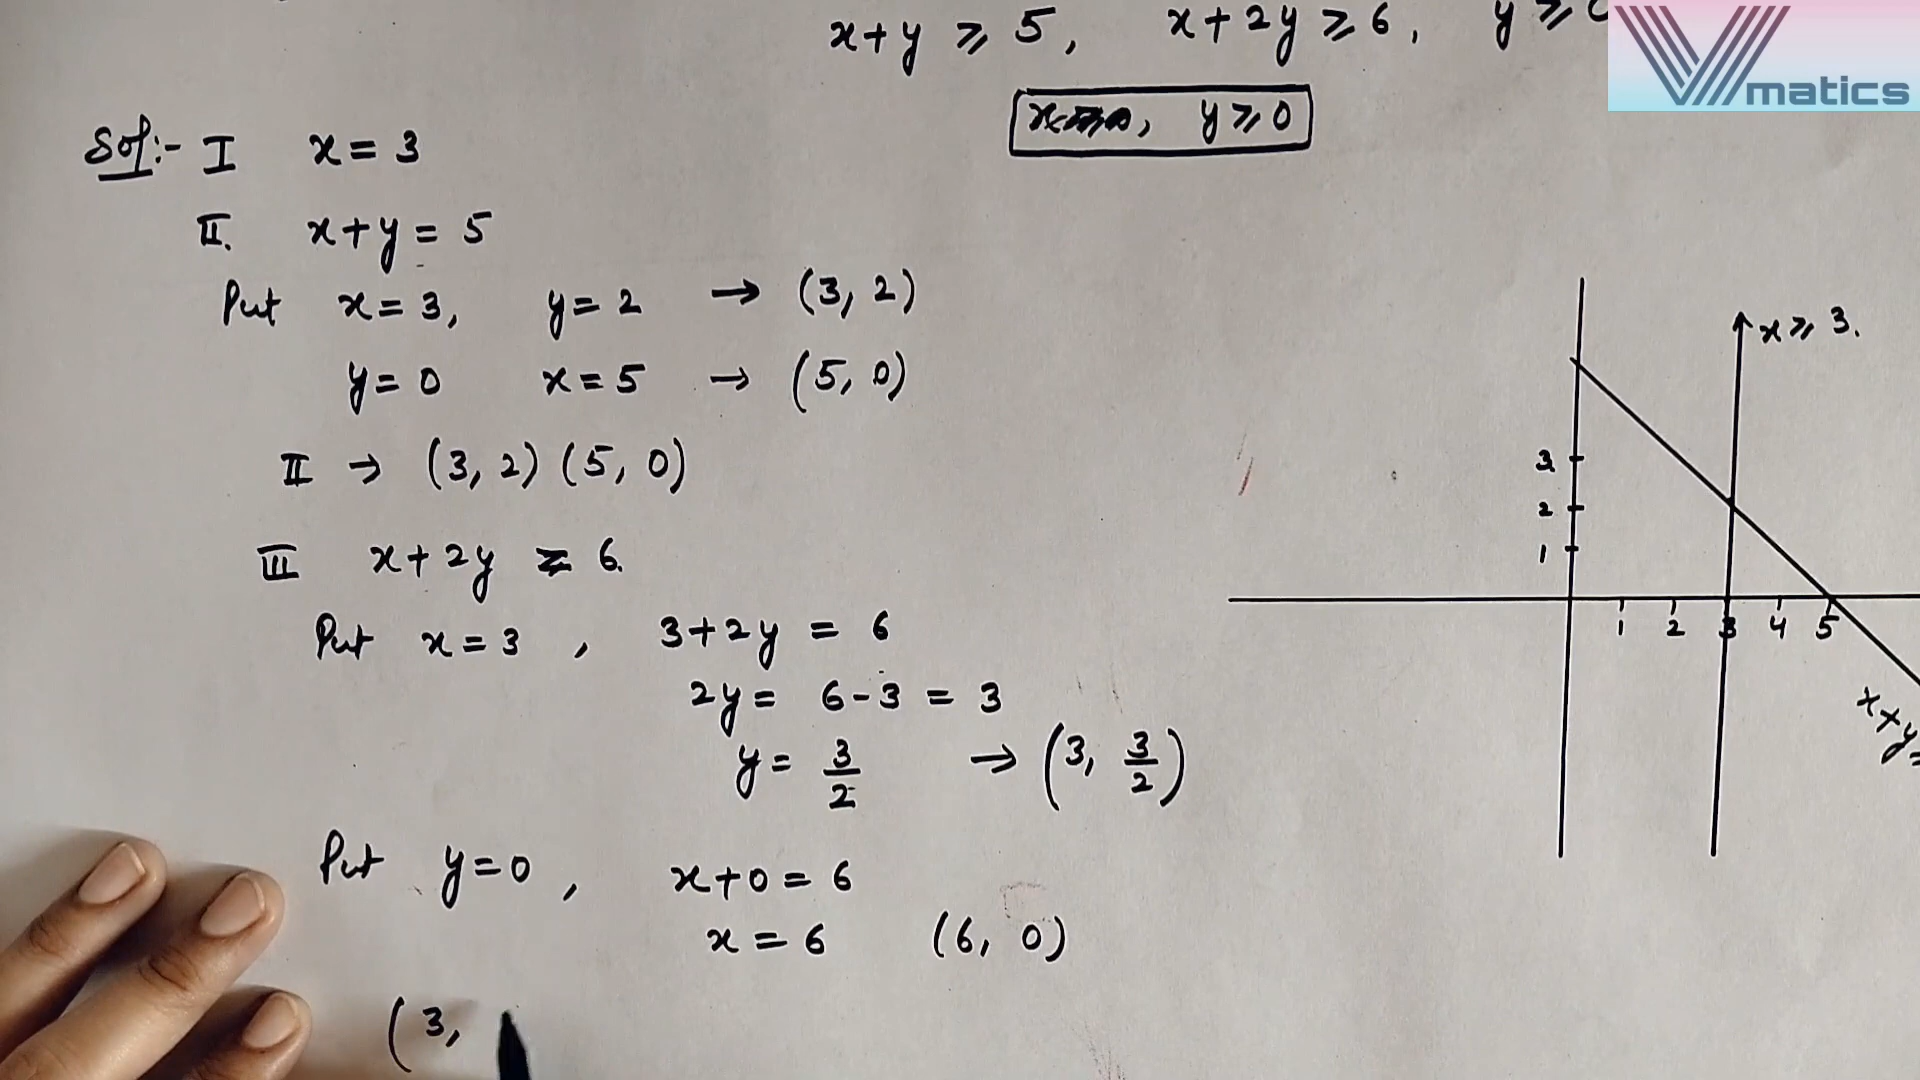 x+y ⩾ 5, x+2y ⩾ 6, y ⩾ 0
Vmatics
y ⩾ 0
Sol:- I x = 3
II. x+y = 5
Put x = 3, y = 2 → (3, 2)
y = 0 x = 5 → (5, 0)
II → (3, 2) (5, 0)
III x+2y = 6.
Put x = 3 , 3+2y = 6
2y = 6-3 = 3
y = 3/2 → (3, 3/2)
Put y = 0 , x+0 = 6
x = 6 (6, 0)
(3,
x ⩾ 3.
3
2
1
1 2 3 4 5
x+y=